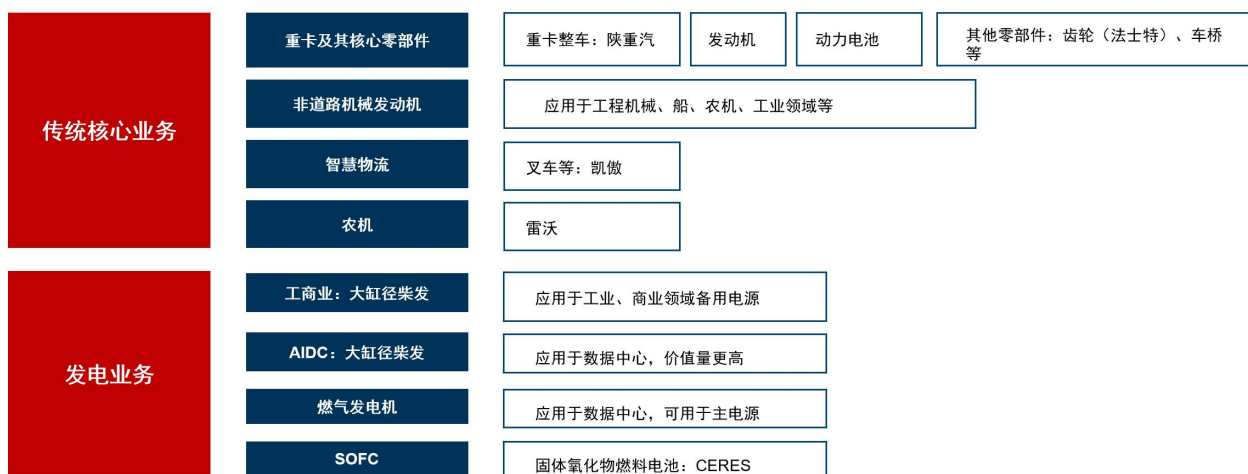 传统核心业务
重卡及其核心零部件
重卡整车：陕重汽
发动机
动力电池
其他零部件：齿轮（法士特）、车桥
等
非道路机械发动机
应用于工程机械、船、农机、工业领域等
智慧物流
叉车等：凯傲
农机
雷沃
发电业务
工商业：大缸径柴发
应用于工业、商业领域备用电源
AIDC：大缸径柴发
应用于数据中心，价值量更高
燃气发电机
应用于数据中心，可用于主电源
SOFC
固体氧化物燃料电池：CERES